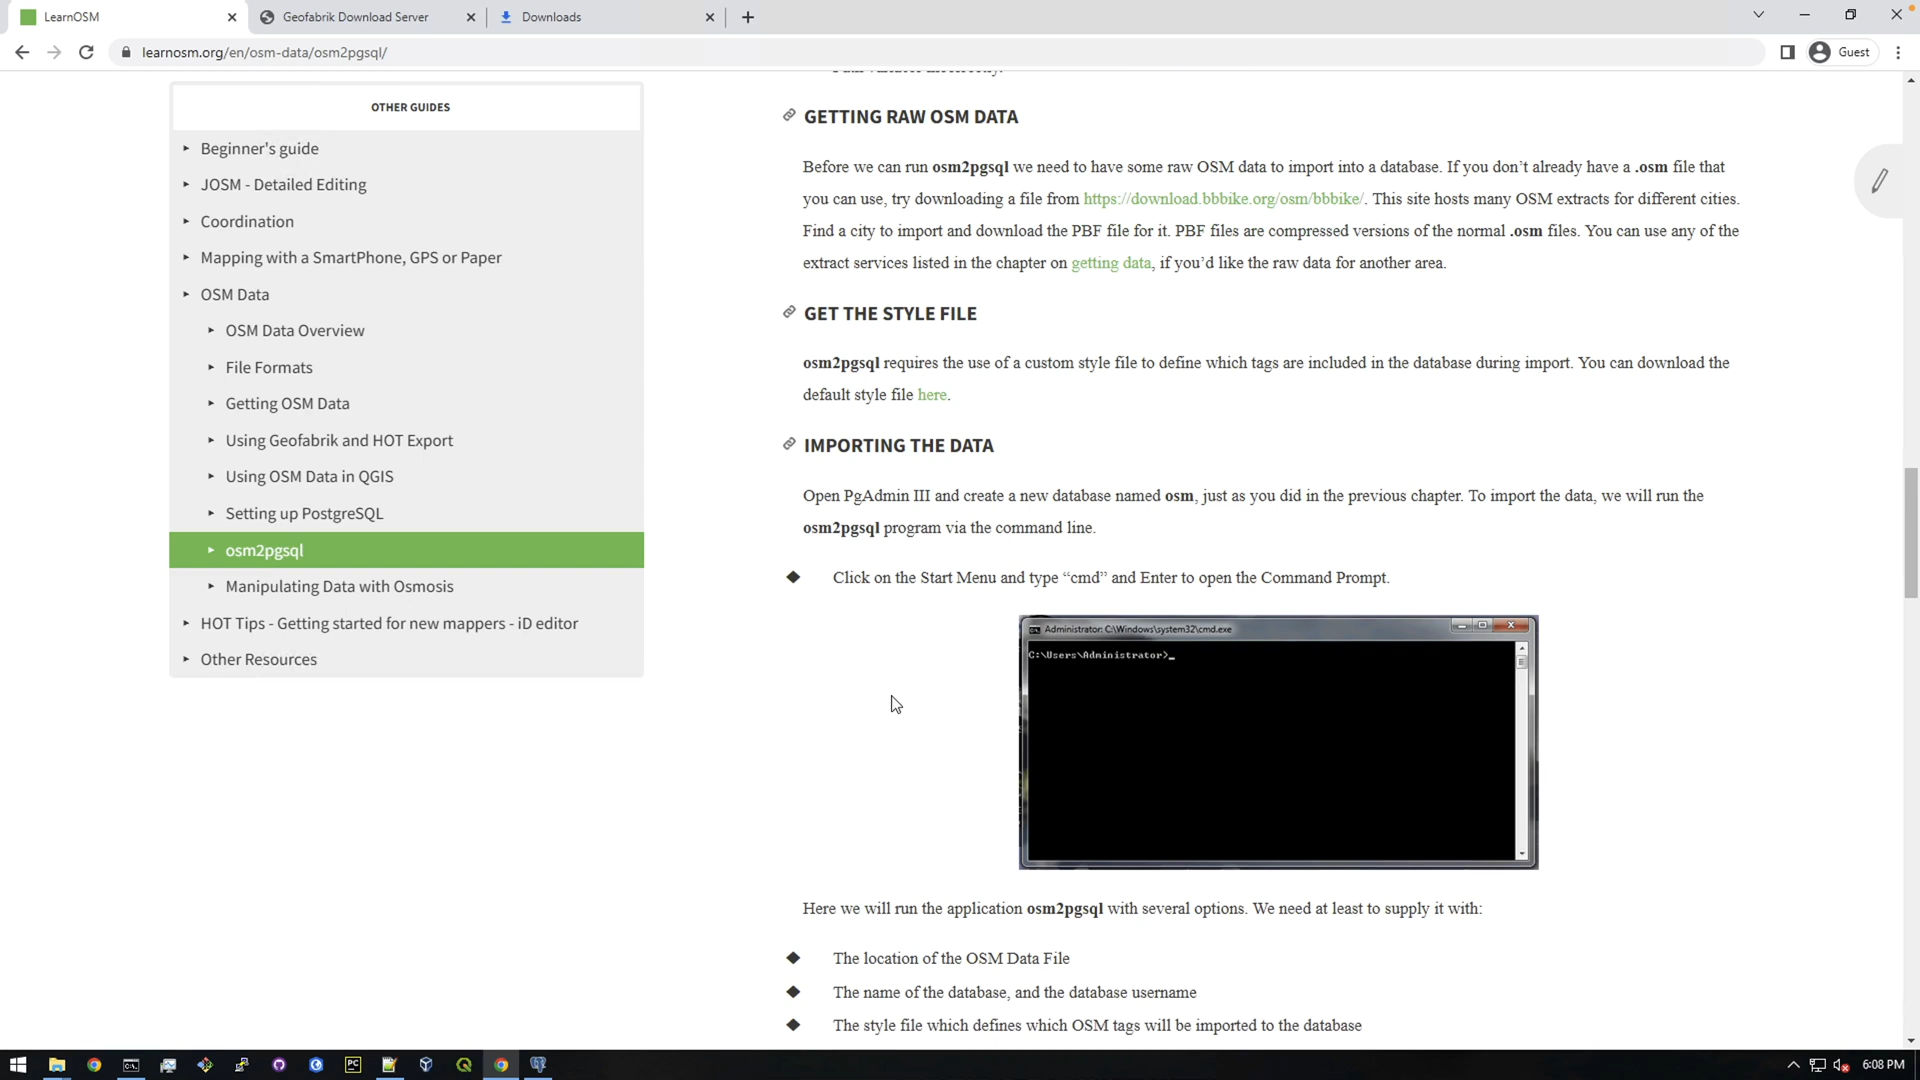 LearnOSM
Geofabrik Download Server
Downloads
learnosm.org/en/osm-data/osm2pgsql/
Guest
OTHER GUIDES
Beginner's guide
JOSM - Detailed Editing
Coordination
Mapping with a SmartPhone, GPS or Paper
OSM Data
OSM Data Overview
File Formats
Getting OSM Data
Using Geofabrik and HOT Export
Using OSM Data in QGIS
Setting up PostgreSQL
osm2pgsql
Manipulating Data with Osmosis
HOT Tips - Getting started for new mappers - iD editor
Other Resources
GETTING RAW OSM DATA
Before we can run osm2pgsql we need to have some raw OSM data to import into a database. If you don’t already have a .osm file that
you can use, try downloading a file from https://download.bbbike.org/osm/bbbike/. This site hosts many OSM extracts for different cities.
Find a city to import and download the PBF file for it. PBF files are compressed versions of the normal .osm files. You can use any of the
extract services listed in the chapter on getting data, if you’d like the raw data for another area.
GET THE STYLE FILE
osm2pgsql requires the use of a custom style file to define which tags are included in the database during import. You can download the
default style file here.
IMPORTING THE DATA
Open PgAdmin III and create a new database named osm, just as you did in the previous chapter. To import the data, we will run the
osm2pgsql program via the command line.
Click on the Start Menu and type “cmd” and Enter to open the Command Prompt.
Administrator: C:\Windows\system32\cmd.exe
C:\Users\Administrator>_
Here we will run the application osm2pgsql with several options. We need at least to supply it with:
The location of the OSM Data File
The name of the database, and the database username
The style file which defines which OSM tags will be imported to the database
6:08 PM